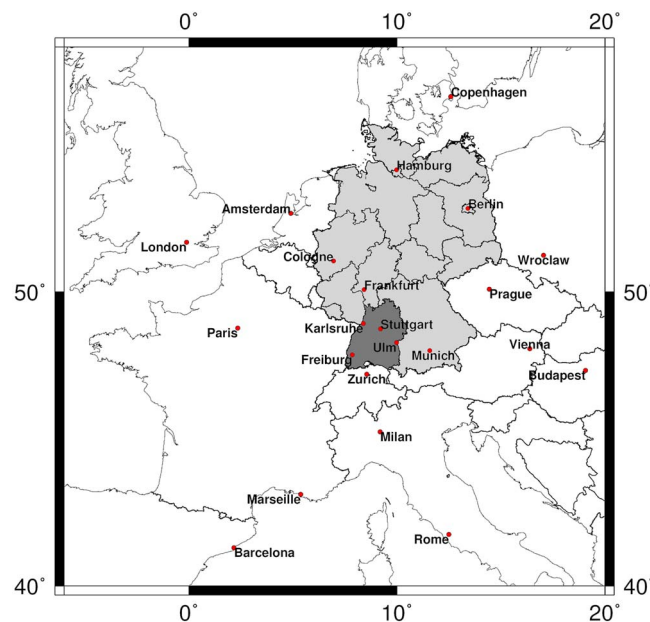 0˚ 10˚ 20˚
Copenhagen
Hamburg
Berlin
Amsterdam
London
Cologne
Wroclaw
Frankfurt
Prague
50˚ 50˚
Karlsruhe Stuttgart
Paris
Ulm
Vienna
Freiburg Munich
Zurich
Budapest
Milan
Marseille
Rome
Barcelona
40˚ 40˚
0˚ 10˚ 20˚